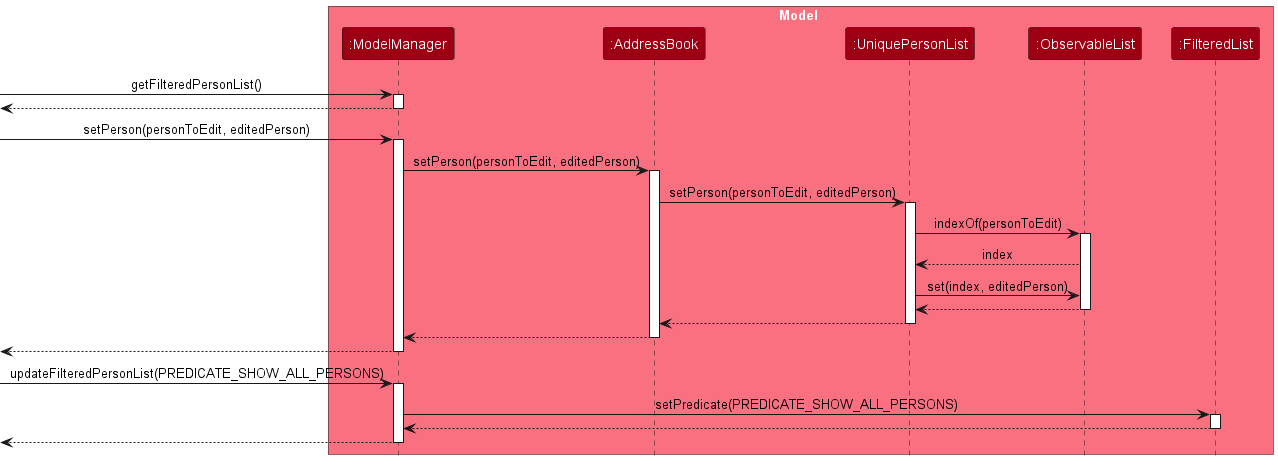 Model
:ModelManager
:AddressBook
:UniquePersonList
:ObservableList
:FilteredList
getFilteredPersonList()
setPerson(personToEdit, editedPerson)
setPerson(personToEdit, editedPerson)
setPerson(personToEdit, editedPerson)
indexOf(personToEdit)
index
set(index, editedPerson)
updateFilteredPersonList(PREDICATE_SHOW_ALL_PERSONS)
setPredicate(PREDICATE_SHOW_ALL_PERSONS)